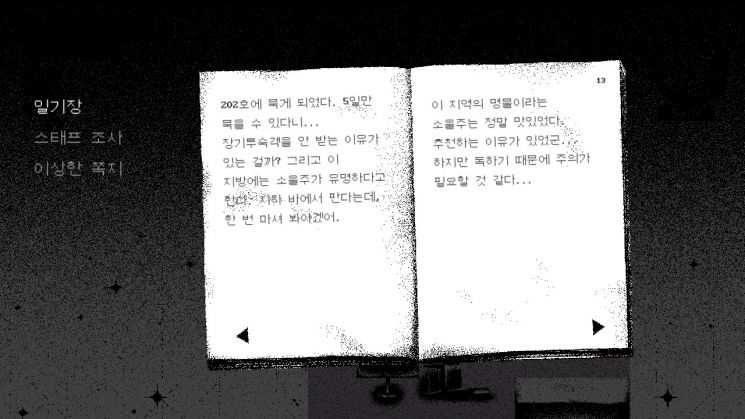 일기장
스태프 조사
이상한 쪽지
202호에 묵게 되었다. 5일만
묵을 수 있다니...
장기투숙객을 안 받는 이유가
있는 걸까? 그리고 이
지방에는 소울주가 유명하다고
한다. 지하 바에서 판다는데,
한 번 마셔 봐야겠어.
13
이 지역의 명물이라는
소울주는 정말 맛있었다.
추천하는 이유가 있었군..
하지만 독하기 때문에 주의가
필요할 것 같다...